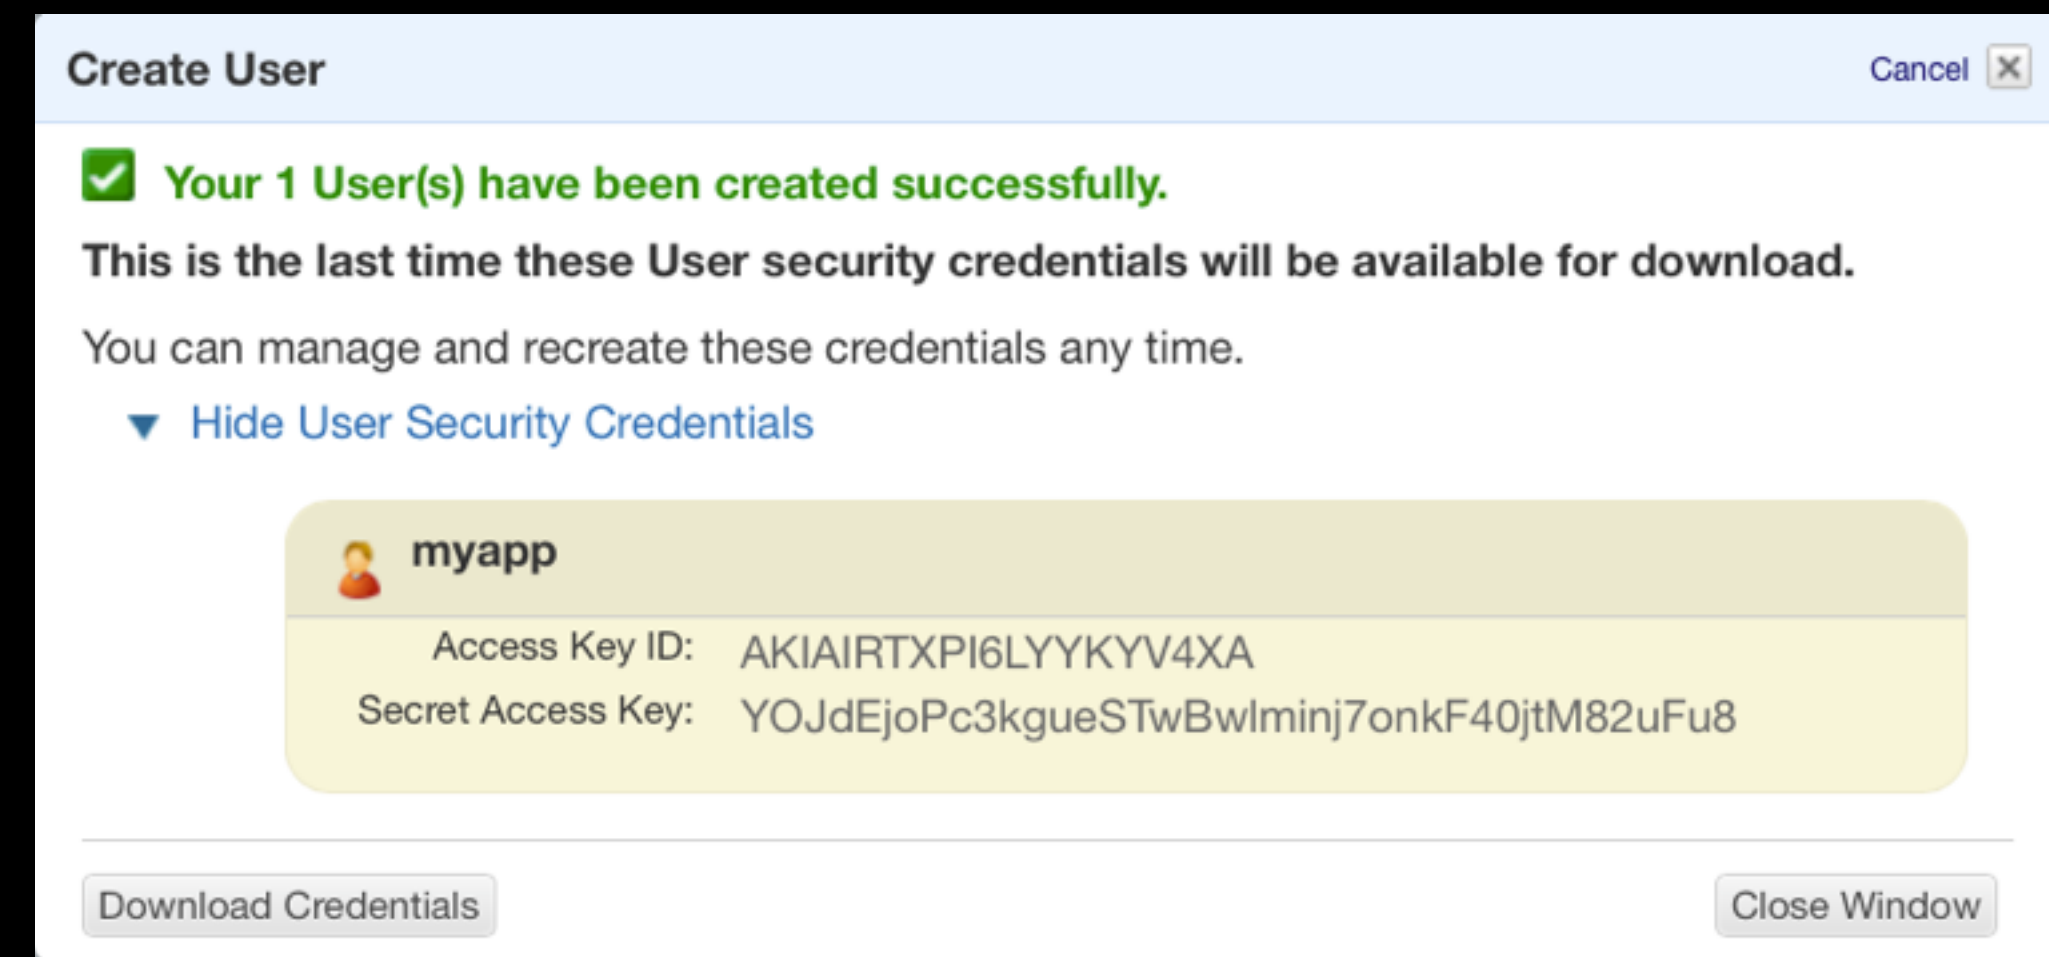 Create User
Cancel
Your 1 User(s) have been created successfully.
This is the last time these User security credentials will be available for download.
You can manage and recreate these credentials any time.
Hide User Security Credentials
myapp
Access Key ID: AKIAIRTXPI6LYYKYV4XA
Secret Access Key: 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
Download Credentials
Close Window